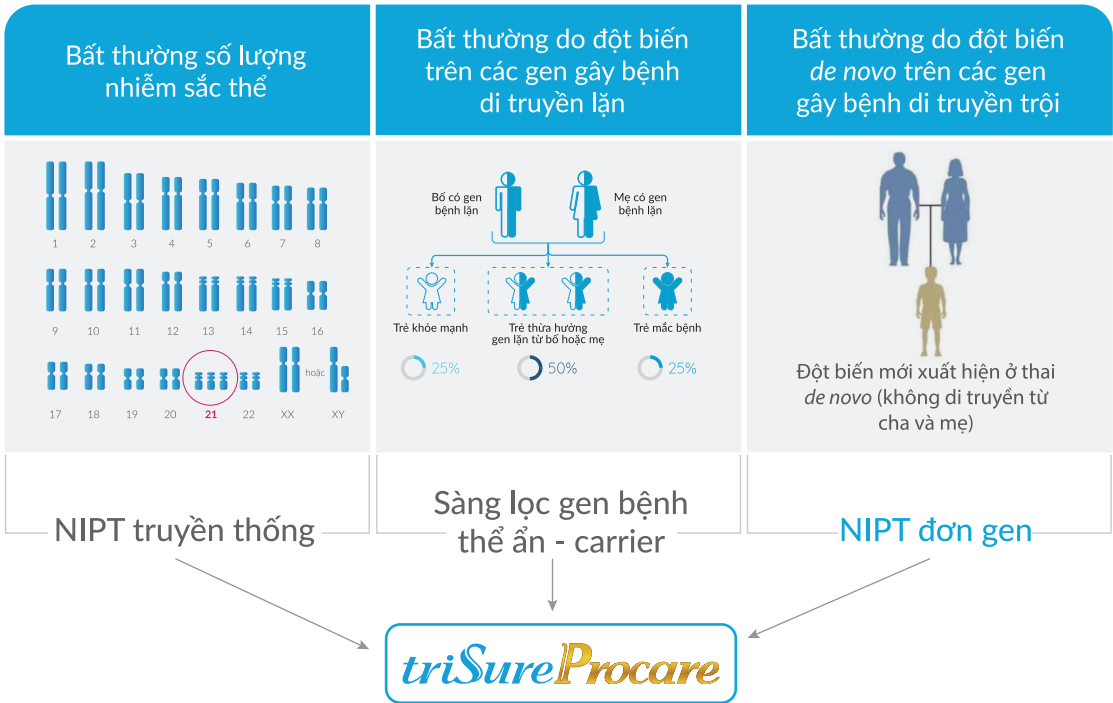 Bất thường số lượng
nhiễm sắc thể
Bất thường do đột biến
trên các gen gây bệnh
di truyền lặn
Bất thường do đột biến
de novo trên các gen
gây bệnh di truyền trội
1 2 3 4 5 6 7 8
9 10 11 12 13 14 15 16
hoặc
17 18 19 20 21 22 XX XY
Bố có gen
bệnh lặn
Mẹ có gen
bệnh lặn
Trẻ khỏe mạnh
Trẻ thừa hưởng
gen lặn từ bố hoặc mẹ
Trẻ mắc bệnh
25%
50%
25%
Đột biến mới xuất hiện ở thai
de novo (không di truyền từ
cha và mẹ)
NIPT truyền thống
Sàng lọc gen bệnh
thể ẩn - carrier
NIPT đơn gen
triSure Procare